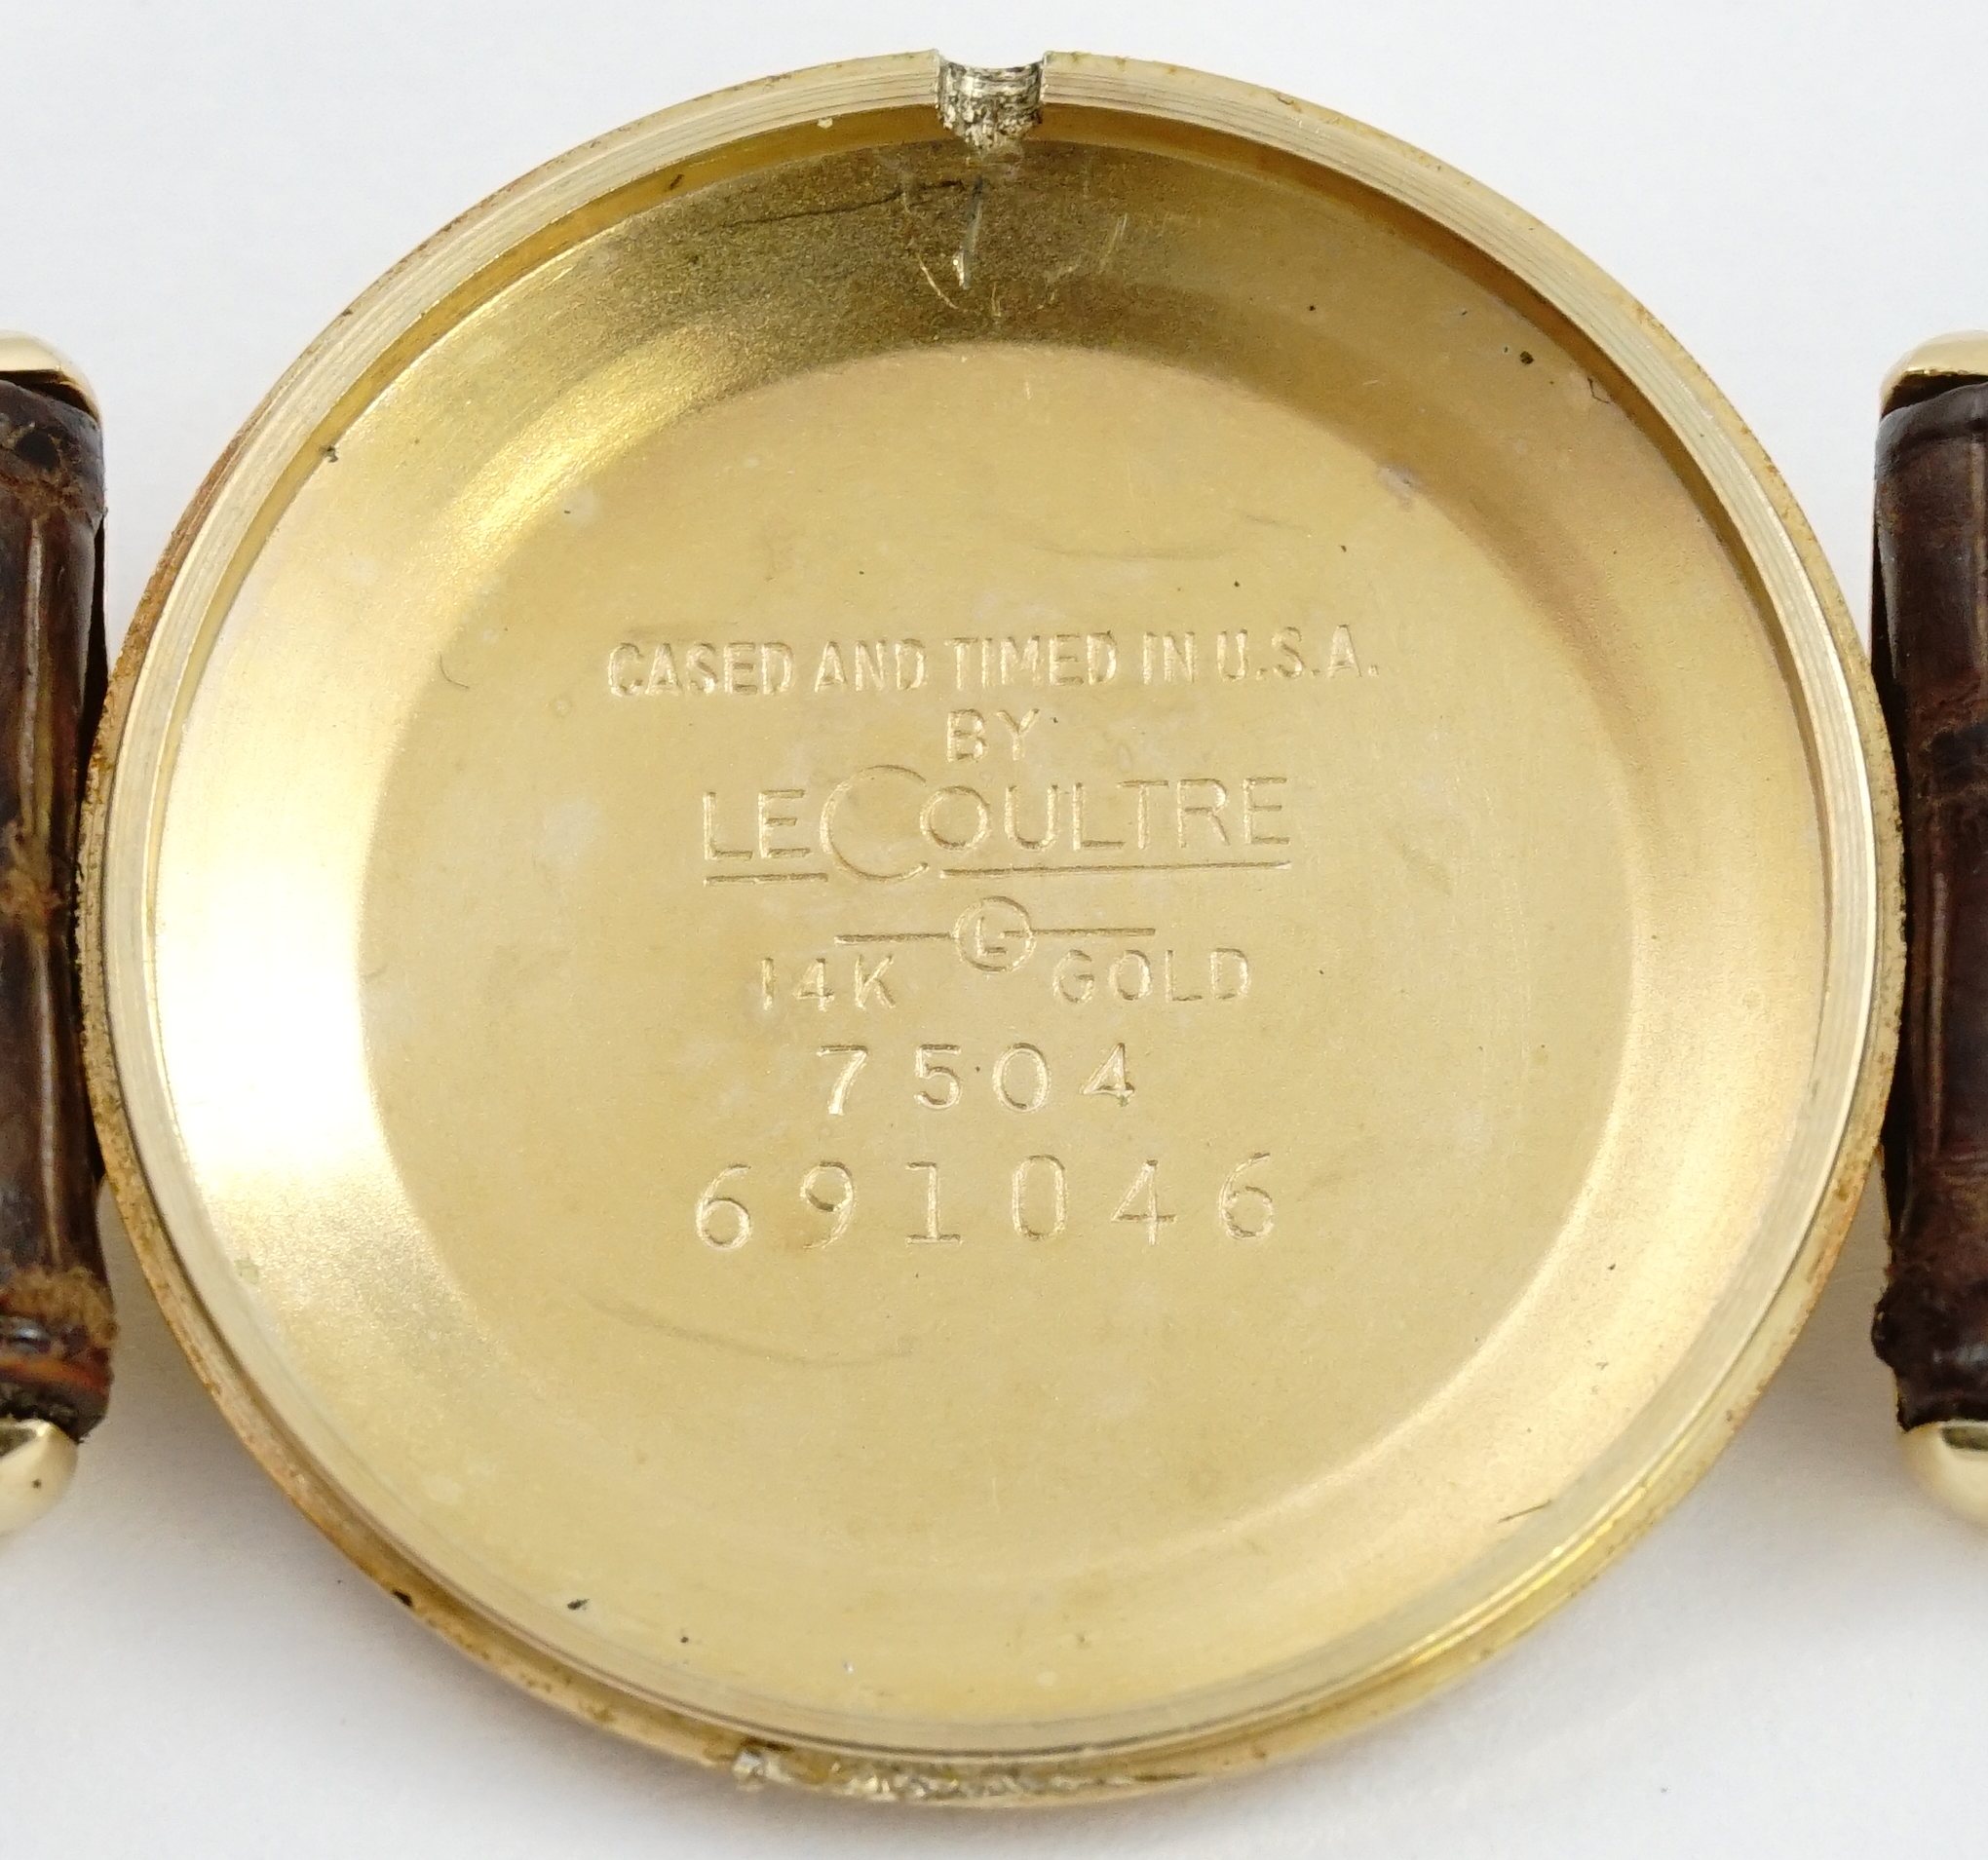 CASED AND TIMED IN U.S.A.
BY
LECOULTRE
L
14K GOLD
7504
691046